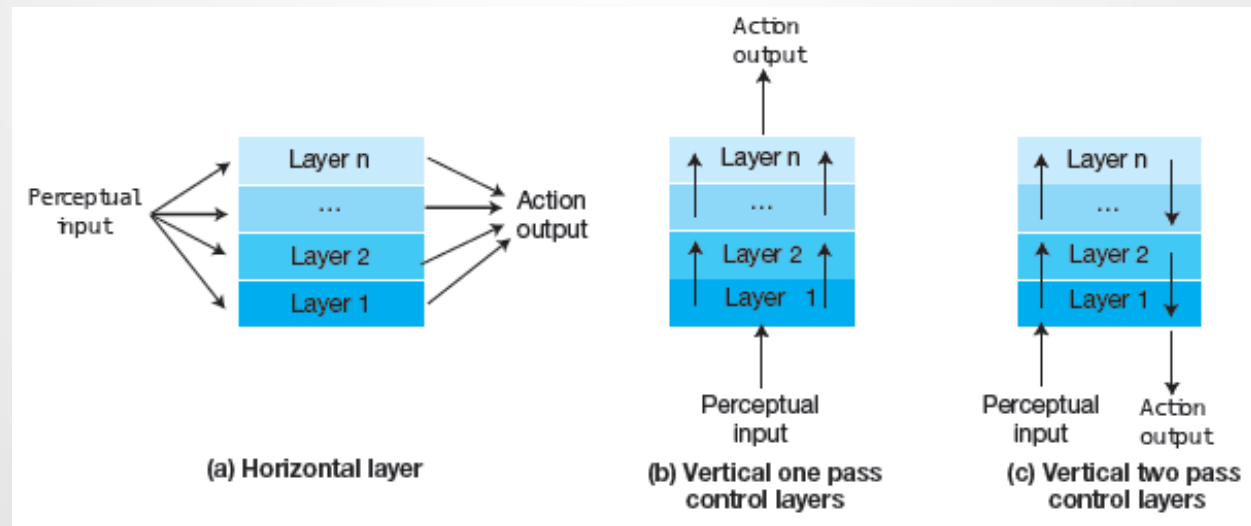 Perceptual
input
Layer n
...
Layer 2
Layer 1
Action
output
(a) Horizontal layer
Action
output
Layer n
...
Layer 2
Layer 1
Perceptual
input
(b) Vertical one pass
control layers
Layer n
...
Layer 2
Layer 1
Perceptual
input
Action
output
(c) Vertical two pass
control layers